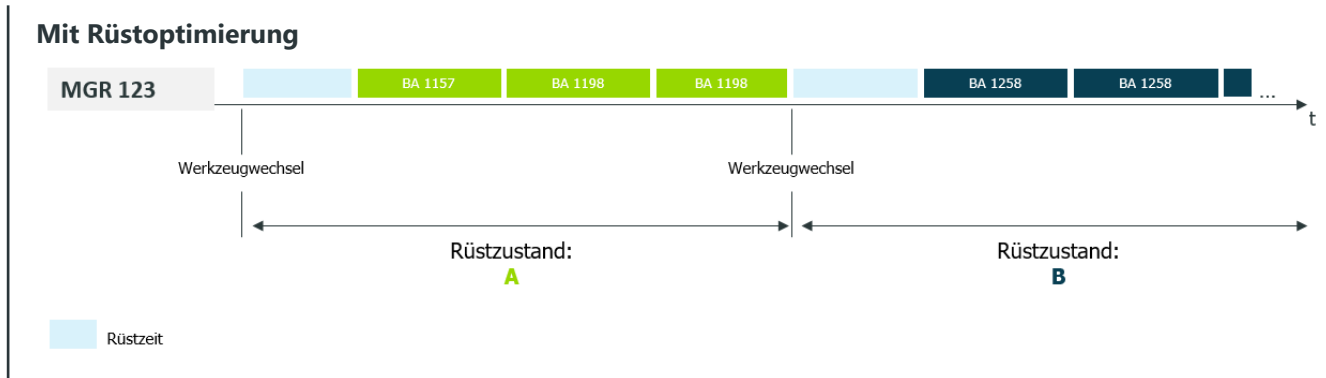 Mit Rüstoptimierung
MGR 123
BA 1157
BA 1198
BA 1198
BA 1258
BA 1258
...
t
Werkzeugwechsel
Werkzeugwechsel
Rüstzustand:
A
Rüstzustand:
B
Rüstzeit